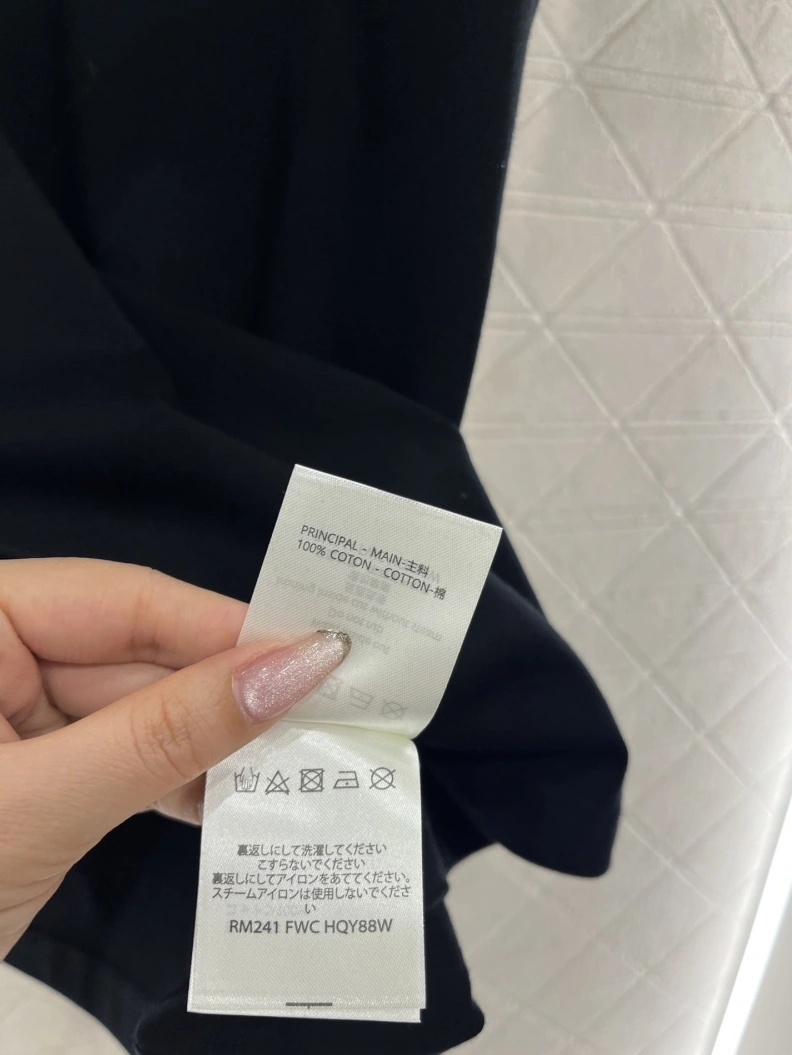 PRINCIPAL - MAIN-主料
100% COTON - COTTON-棉
裏返しにして洗濯してください
こすらないでください
裏返しにしてアイロンをあててください。
スチームアイロンは使用しないでくださ
い
RM241 FWC HQY88W